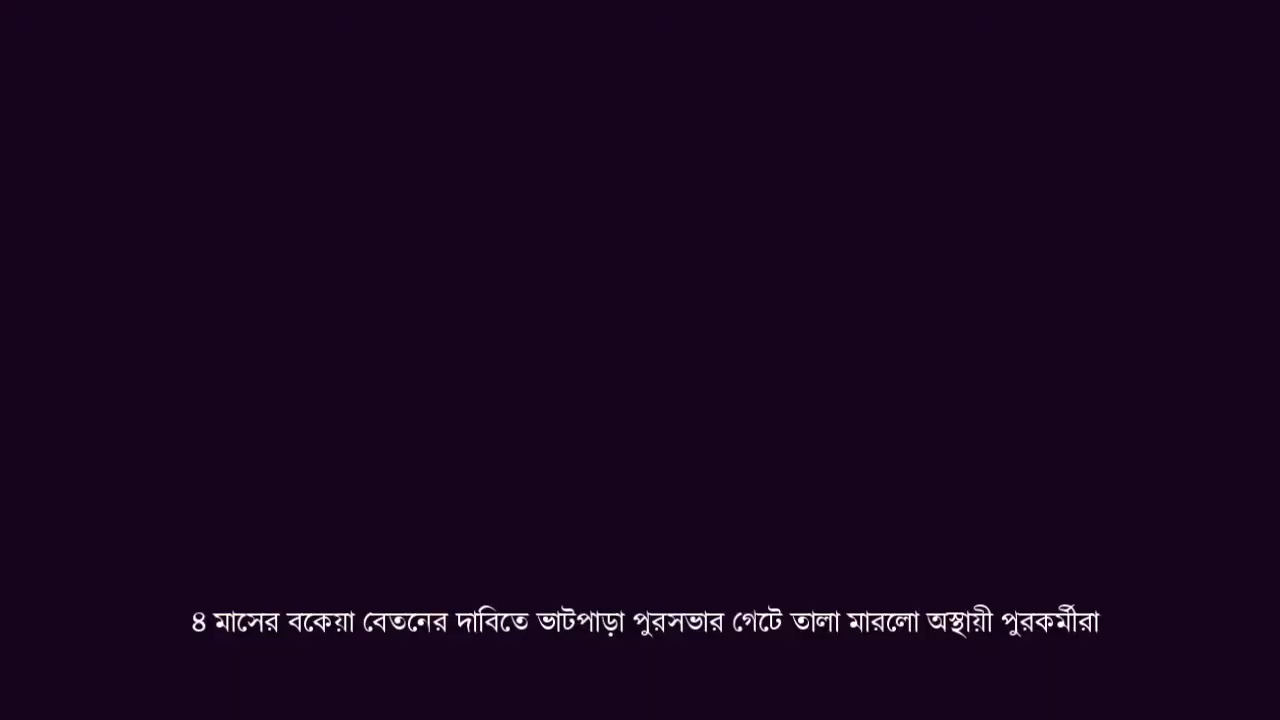 ৪ মাসের বকেয়া বেতনের দাবিতে ভাটপাড়া পুরসভার গেটে তালা মারলো অস্থায়ী পুরকর্মীরা